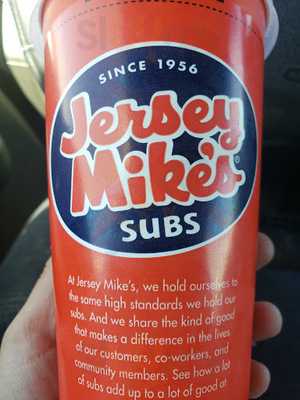 SINCE 1956
Jersey
Mike's®
SUBS
At Jersey Mike's, we hold ourselves to
the same high standards we hold our
subs. And we share the kind of good
that makes a difference in the lives
of our customers, co-workers, and
community members. See how a lot
of subs add up to a lot of good at